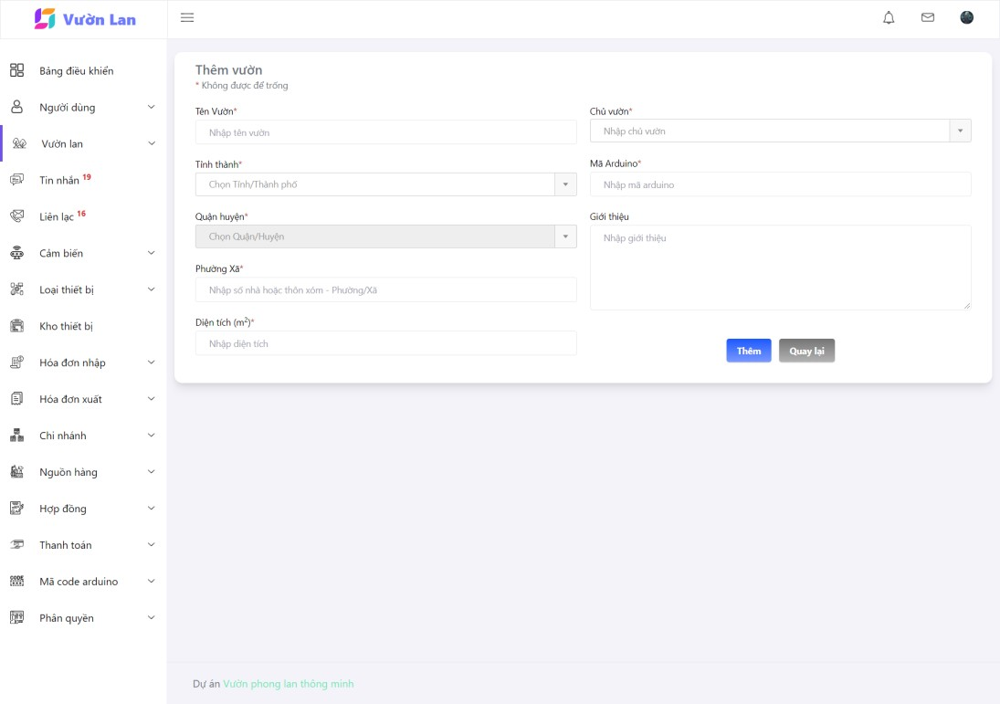 Vườn Lan
Bảng điều khiển
Người dùng
Vườn lan
Tin nhắn 19
Liên lạc 16
Cảm biến
Loại thiết bị
Kho thiết bị
Hóa đơn nhập
Hóa đơn xuất
Chi nhánh
Nguồn hàng
Hợp đồng
Thanh toán
Mã code arduino
Phân quyền
Thêm vườn
* Không được để trống
Tên Vườn*
Nhập tên vườn
Tỉnh thành*
Chọn Tỉnh/Thành phố
Quận huyện*
Chọn Quận/Huyện
Phường Xã*
Nhập số nhà hoặc thôn xóm - Phường/Xã
Diện tích (m²)*
Nhập diện tích
Chủ vườn*
Nhập chủ vườn
Mã Arduino*
Nhập mã arduino
Giới thiệu
Nhập giới thiệu
Thêm
Quay lại
Dự án Vườn phong lan thông minh